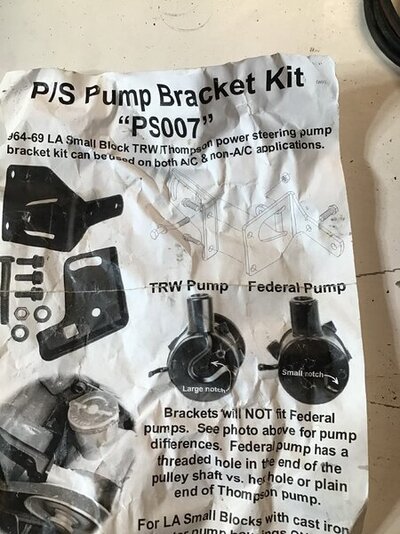 P/S Pump Bracket Kit
"PS007"
964-69 LA Small Block TRW/Thompson power steering pump
bracket kit can be used on both A/C & non-A/C applications.
TRW Pump Federal Pump
Large notch
Small notch
Brackets will NOT fit Federal
pumps. See photo above for pump
differences. Federal pump has a
threaded hole in the end of the
pulley shaft vs. hex hole or plain
end of Thompson pump.
For LA Small Blocks with cast iron
pump housings